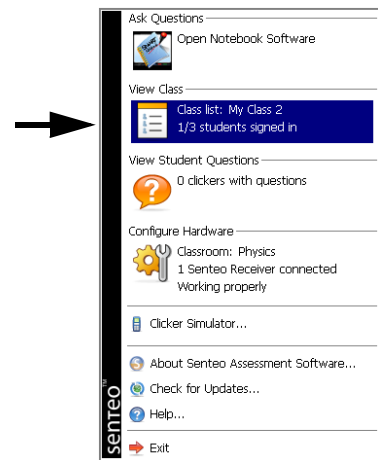 Ask Questions
Open Notebook Software
View Class
Class list: My Class 2
1/3 students signed in
View Student Questions
0 clickers with questions
Configure Hardware
Classroom: Physics
1 Senteo Receiver connected
Working properly
Clicker Simulator...
About Senteo Assessment Software...
Check for Updates...
Help...
Exit
senteo™